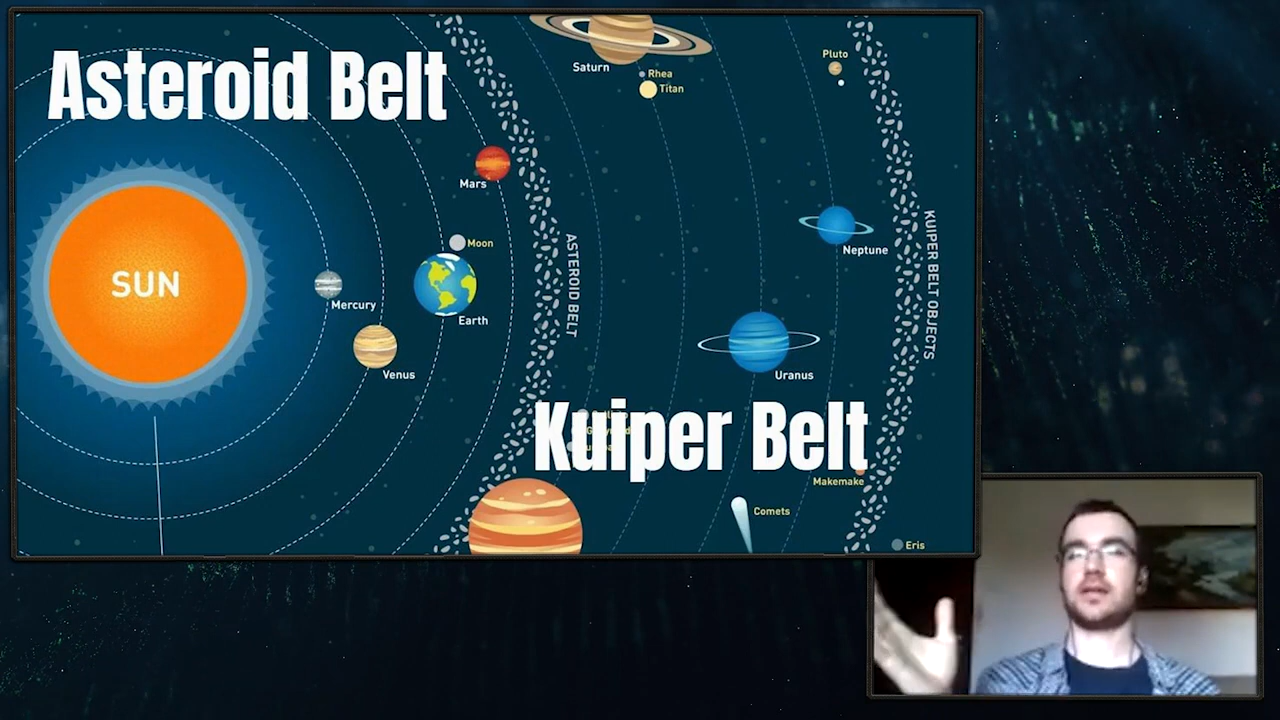 Asteroid Belt
Saturn
Rhea
Titan
Pluto
Mars
Moon
SUN
Mercury
Earth
Venus
ASTEROID BELT
Neptune
KUIPER BELT OBJECTS
Uranus
Kuiper Belt
Makemake
Comets
Eris